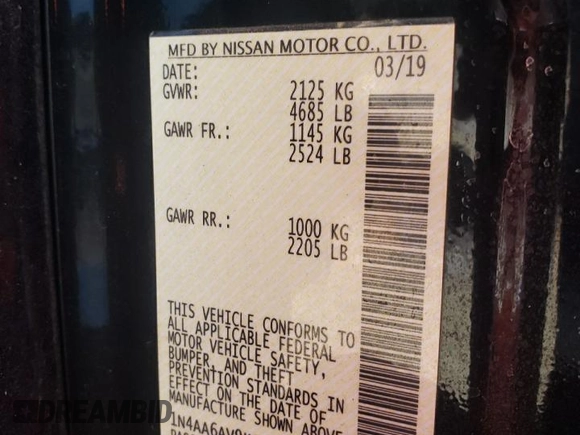 MFD BY NISSAN MOTOR CO., LTD.
DATE: 03/19
GVWR: 2125 KG
4685 LB
GAWR FR.: 1145 KG
2524 LB
GAWR RR.: 1000 KG
2205 LB
THIS VEHICLE CONFORMS TO
ALL APPLICABLE FEDERAL
MOTOR VEHICLE SAFETY,
BUMPER, AND THEFT
PREVENTION STANDARDS IN
EFFECT ON THE DATE OF
MANUFACTURE SHOWN ABOVE
DREAMBID